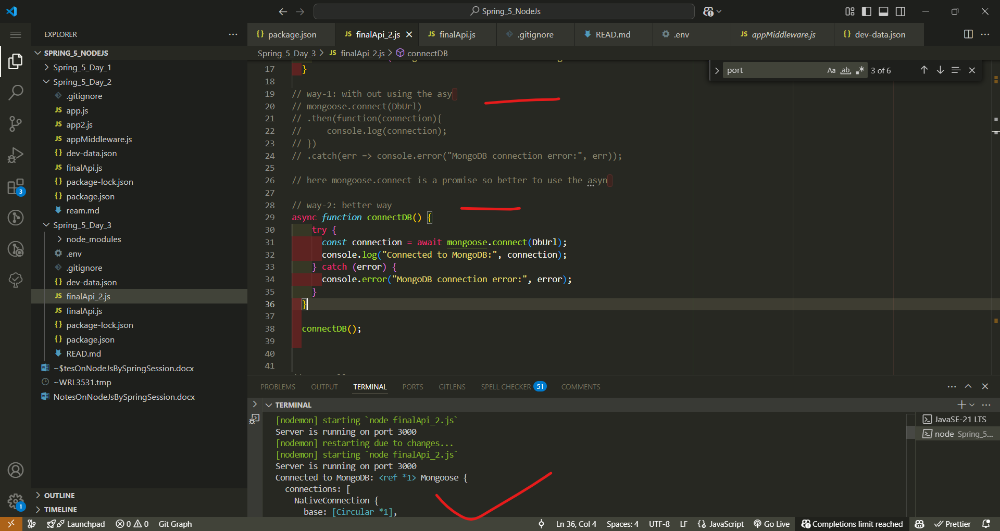 Spring_5_NodeJs
EXPLORER
package.json
finalApi_2.js
finalApi.js
.gitignore
READ.md
.env
appMiddleware.js
dev-data.json
SPRING_5_NODEJS
Spring_5_Day_3 > JS finalApi_2.js > connectDB
port
Aa ab .* 3 of 6
Spring_5_Day_1
Spring_5_Day_2
.gitignore
JS app.js
JS app2.js
JS appMiddleware.js
{} dev-data.json
JS finalApi.js
{} package-lock.json
{} package.json
ream.md
Spring_5_Day_3
node_modules
.env
.gitignore
{} dev-data.json
JS finalApi_2.js
JS finalApi.js
{} package-lock.json
{} package.json
READ.md
~$tesOnNodeJsBySpringSession.docx
~WRL3531.tmp
NotesOnNodeJsBySpringSession.docx
OUTLINE
TIMELINE
3
1
17 }
18
19 // way-1: with out using the asy
20 // mongoose.connect(DbUrl)
21 // .then(function(connection){
22 //     console.log(connection);
23 // })
24 // .catch(err => console.error("MongoDB connection error:", err));
25
26 // here mongoose.connect is a promise so better to use the asyn
27
28 // way-2: better way
29 async function connectDB() {
30     try {
31       const connection = await mongoose.connect(DbUrl);
32       console.log("Connected to MongoDB:", connection);
33     } catch (error) {
34       console.error("MongoDB connection error:", error);
35     }
36   }
37
38   connectDB();
39
40
41
PROBLEMS OUTPUT TERMINAL PORTS GITLENS SPELL CHECKER 51 COMMENTS
TERMINAL
[nodemon] starting `node finalApi_2.js`
Server is running on port 3000
[nodemon] restarting due to changes...
[nodemon] starting `node finalApi_2.js`
Server is running on port 3000
Connected to MongoDB: <ref *1> Mongoose {
connections: [
NativeConnection {
base: [Circular *1],
JavaSE-21 LTS
node Spring_5...
Launchpad 0 0 Git Graph
Ln 36, Col 4 Spaces: 4 UTF-8 LF {} JavaScript Go Live Completions limit reached Prettier